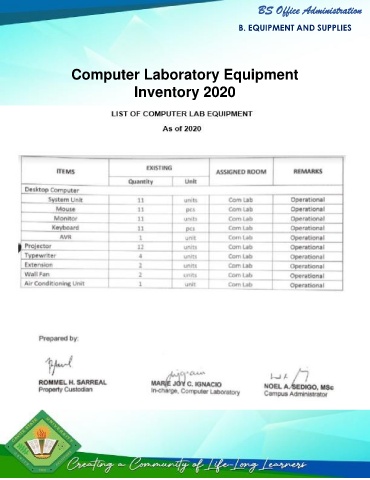 BS Office Administration
B. EQUIPMENT AND SUPPLIES
Computer Laboratory Equipment
Inventory 2020
LIST OF COMPUTER LAB EQUIPMENT
As of 2020
ITEMS EXISTING ASSIGNED ROOM REMARKS
Quantity Unit
Desktop Computer
System Unit 11 units Com Lab Operational
Mouse 11 pcs Com Lab Operational
Monitor 11 units Com Lab Operational
Keyboard 11 pcs Com Lab Operational
AVR 1 unit Com Lab Operational
Projector 12 units Com Lab Operational
Typewriter 4 units Com Lab Operational
Extension 2 units Com Lab Operational
Wall Fan 2 units Com Lab Operational
Air Conditioning Unit 1 unit Com Lab Operational
Prepared by:
ROMMEL H. SARREAL MARIE JOY C. IGNACIO NOEL A. SEDIGO, MSc
Property Custodian In-charge, Computer Laboratory Campus Administrator
Creating a Community of Life-Long Learners